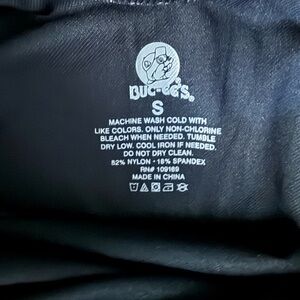 BUC-EE'S.
S
MACHINE WASH COLD WITH
LIKE COLORS. ONLY NON-CHLORINE
BLEACH WHEN NEEDED. TUMBLE
DRY LOW. COOL IRON IF NEEDED.
DO NOT DRY CLEAN.
82% NYLON • 18% SPANDEX
RN# 109169
MADE IN CHINA